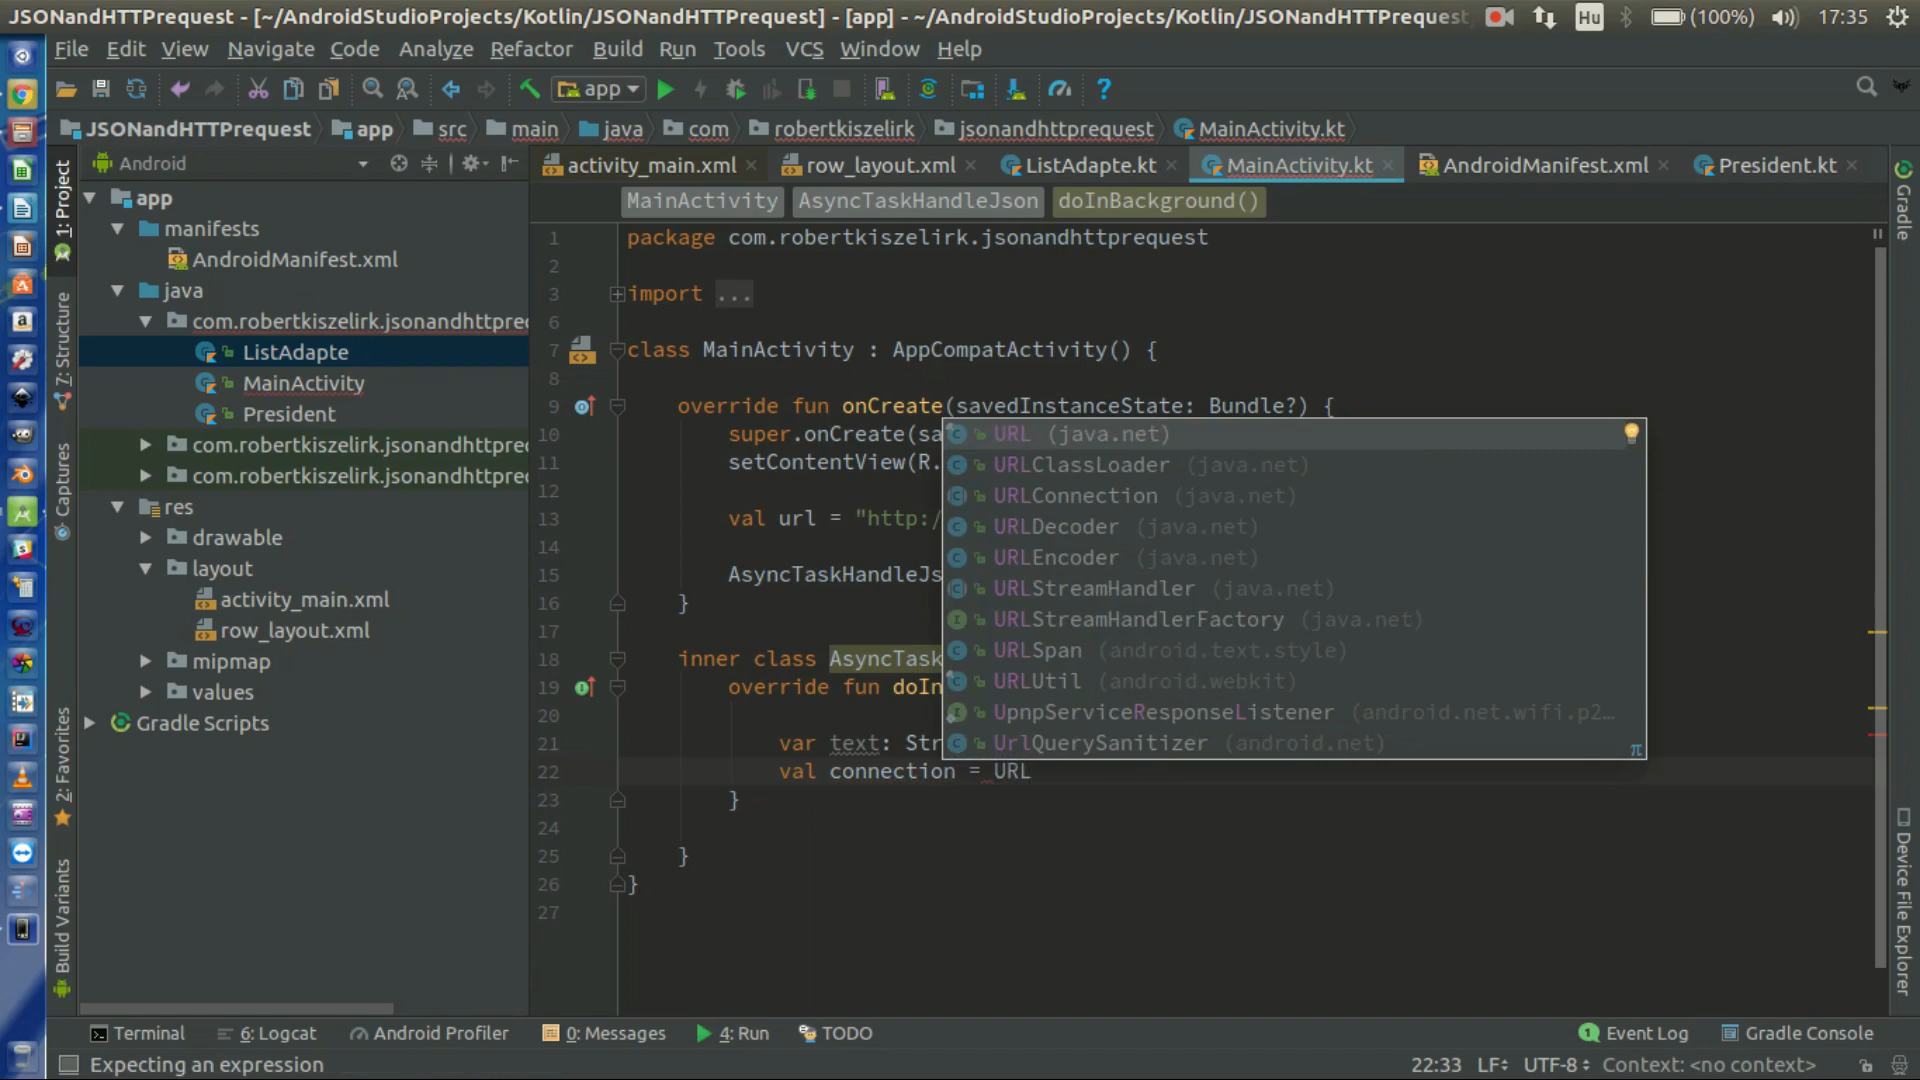 JSONandHTTPrequest - [~/AndroidStudioProjects/Kotlin/JSONandHTTPrequest] - [app] - ~/AndroidStudioProjects/Kotlin/JSONandHTTPrequest
Hu
(100%)
17:35
File Edit View Navigate Code Analyze Refactor Build Run Tools VCS Window Help
app
JSONandHTTPrequest app src main java com robertkiszelirk jsonandhttprequest MainActivity.kt
Android
activity_main.xml row_layout.xml ListAdapte.kt MainActivity.kt AndroidManifest.xml President.kt
MainActivity AsyncTaskHandleJson doInBackground()
1: Project
7: Structure
Captures
2: Favorites
Build Variants
app
manifests
AndroidManifest.xml
java
com.robertkiszelirk.jsonandhttprec
ListAdapte
MainActivity
President
com.robertkiszelirk.jsonandhttpre
com.robertkiszelirk.jsonandhttpre
res
drawable
layout
activity_main.xml
row_layout.xml
mipmap
values
Gradle Scripts
1 package com.robertkiszelirk.jsonandhttprequest
2
3 import ...
6
7 class MainActivity : AppCompatActivity() {
8
9 override fun onCreate(savedInstanceState: Bundle?) {
10 super.onCreate(sa
11 setContentView(R.
12
13 val url = "http:/
14
15 AsyncTaskHandleJs
16 }
17
18 inner class AsyncTask
19 override fun doIn
20
21 var text: Str
22 val connection = URL
23 }
24
25 }
26 }
27
URL (java.net)
URLClassLoader (java.net)
URLConnection (java.net)
URLDecoder (java.net)
URLEncoder (java.net)
URLStreamHandler (java.net)
URLStreamHandlerFactory (java.net)
URLSpan (android.text.style)
URLUtil (android.webkit)
UpnpServiceResponseListener (android.net.wifi.p2…
UrlQuerySanitizer (android.net)
π
Gradle
Device File Explorer
Terminal 6: Logcat Android Profiler 0: Messages 4: Run TODO 1 Event Log Gradle Console
Expecting an expression
22:33 LF÷ UTF-8÷ Context: <no context>